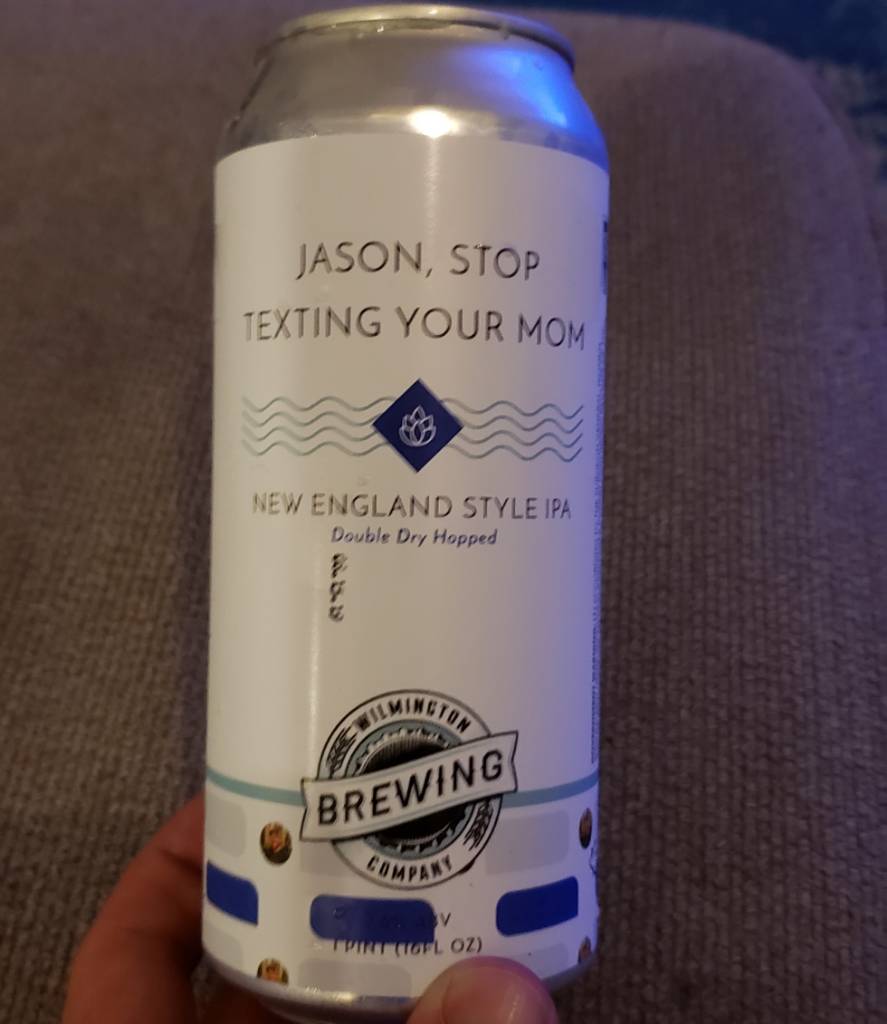 JASON, STOP
TEXTING YOUR MOM
NEW ENGLAND STYLE IPA
Double Dry Hopped
WILMINGTON
BREWING
COMPANY
ABV
1 PINT (16FL OZ)